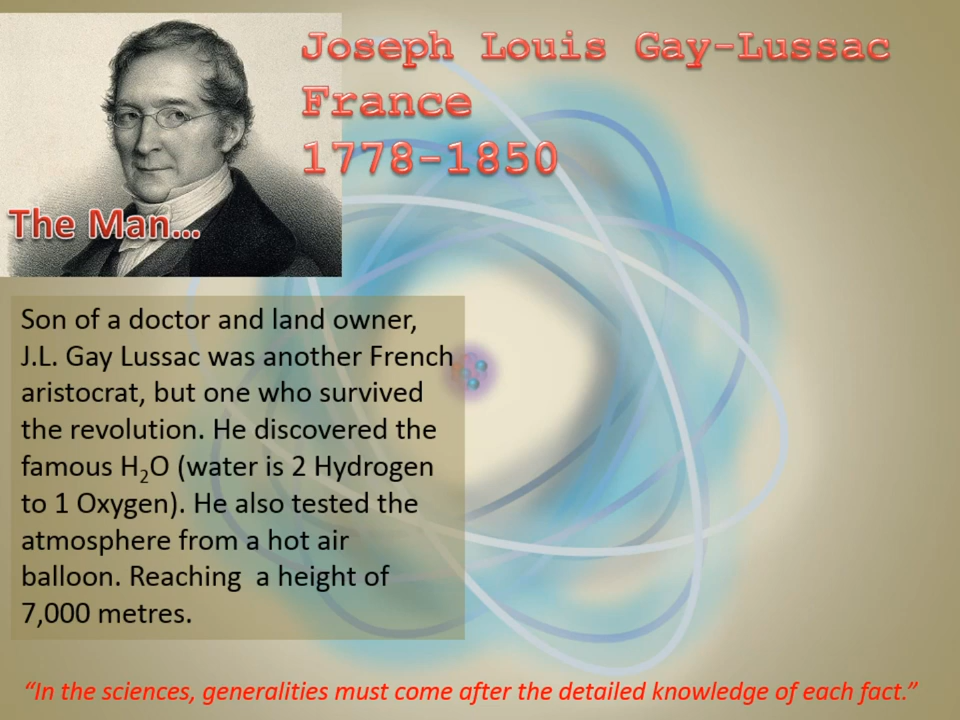 Joseph Louis Gay-Lussac
France
1778-1850
The Man...
Son of a doctor and land owner,
J.L. Gay Lussac was another French
aristocrat, but one who survived
the revolution. He discovered the
famous H₂O (water is 2 Hydrogen
to 1 Oxygen). He also tested the
atmosphere from a hot air
balloon. Reaching  a height of
7,000 metres.
“In the sciences, generalities must come after the detailed knowledge of each fact.”